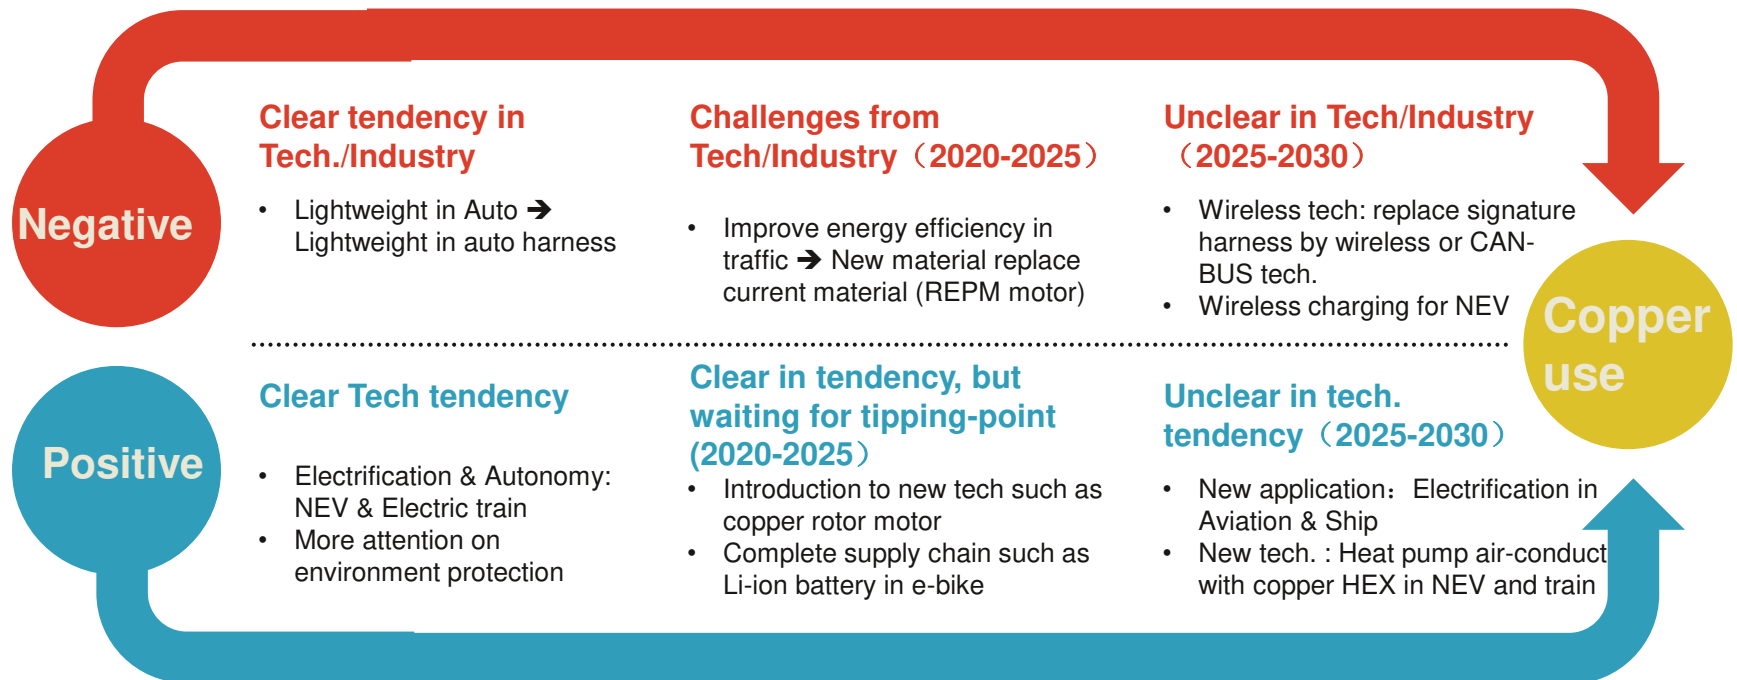 Negative
Clear tendency in
Tech./Industry
• Lightweight in Auto ➔
Lightweight in auto harness
Challenges from
Tech/Industry（2020-2025）
• Improve energy efficiency in
traffic ➔ New material replace
current material (REPM motor)
Unclear in Tech/Industry
（2025-2030）
• Wireless tech: replace signature
harness by wireless or CAN-
BUS tech.
• Wireless charging for NEV
Copper
use
Positive
Clear Tech tendency
• Electrification & Autonomy:
NEV & Electric train
• More attention on
environment protection
Clear in tendency, but
waiting for tipping-point
(2020-2025）
• Introduction to new tech such as
copper rotor motor
• Complete supply chain such as
Li-ion battery in e-bike
Unclear in tech.
tendency（2025-2030）
• New application：Electrification in
Aviation & Ship
• New tech. : Heat pump air-conduct
with copper HEX in NEV and train